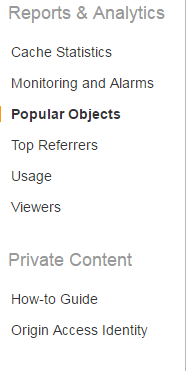 Reports & Analytics
Cache Statistics
Monitoring and Alarms
Popular Objects
Top Referrers
Usage
Viewers
Private Content
How-to Guide
Origin Access Identity